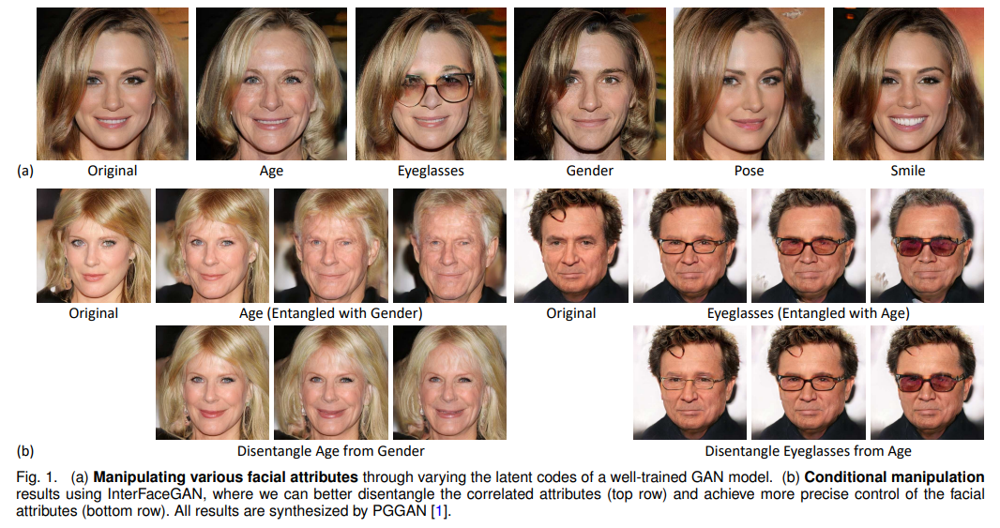 (a)
Original Age Eyeglasses Gender Pose Smile
Original Age (Entangled with Gender) Original Eyeglasses (Entangled with Age)
(b)
Disentangle Age from Gender Disentangle Eyeglasses from Age
Fig. 1. (a) Manipulating various facial attributes through varying the latent codes of a well-trained GAN model. (b) Conditional manipulation
results using InterFaceGAN, where we can better disentangle the correlated attributes (top row) and achieve more precise control of the facial
attributes (bottom row). All results are synthesized by PGGAN [1].